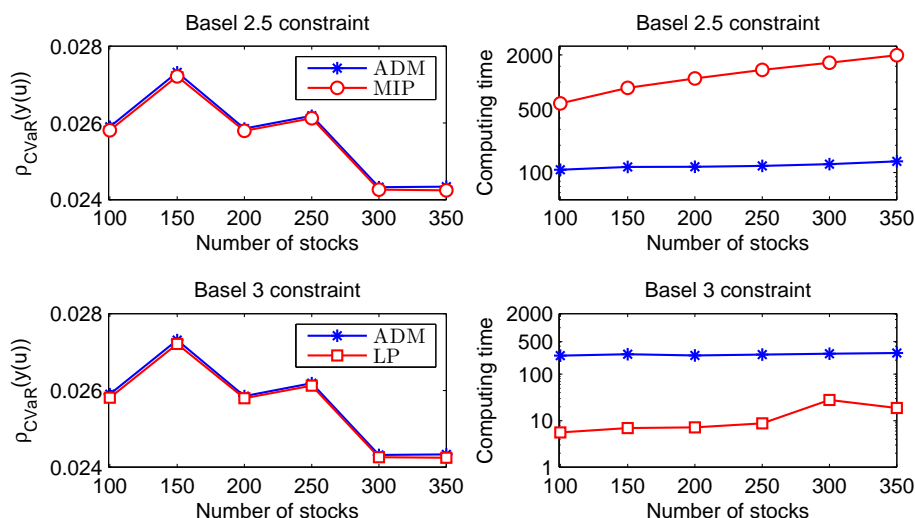 Basel 2.5 constraint
ρCVaR(y(u))
0.028
0.026
0.024
ADM
MIP
100 150 200 250 300 350
Number of stocks
Basel 2.5 constraint
Computing time
2000
500
100
100 150 200 250 300 350
Number of stocks
Basel 3 constraint
ρCVaR(y(u))
0.028
0.026
0.024
ADM
LP
100 150 200 250 300 350
Number of stocks
Basel 3 constraint
Computing time
2000
500
100
10
1
100 150 200 250 300 350
Number of stocks